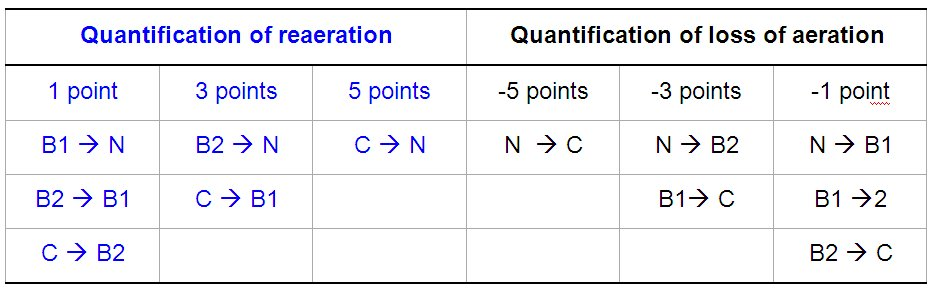 Quantification of reaeration Quantification of loss of aeration
1 point 3 points 5 points -5 points -3 points -1 point
B1 → N B2 → N C → N N → C N → B2 N → B1
B2 → B1 C → B1 B1→ C B1 →2
C → B2 B2 → C